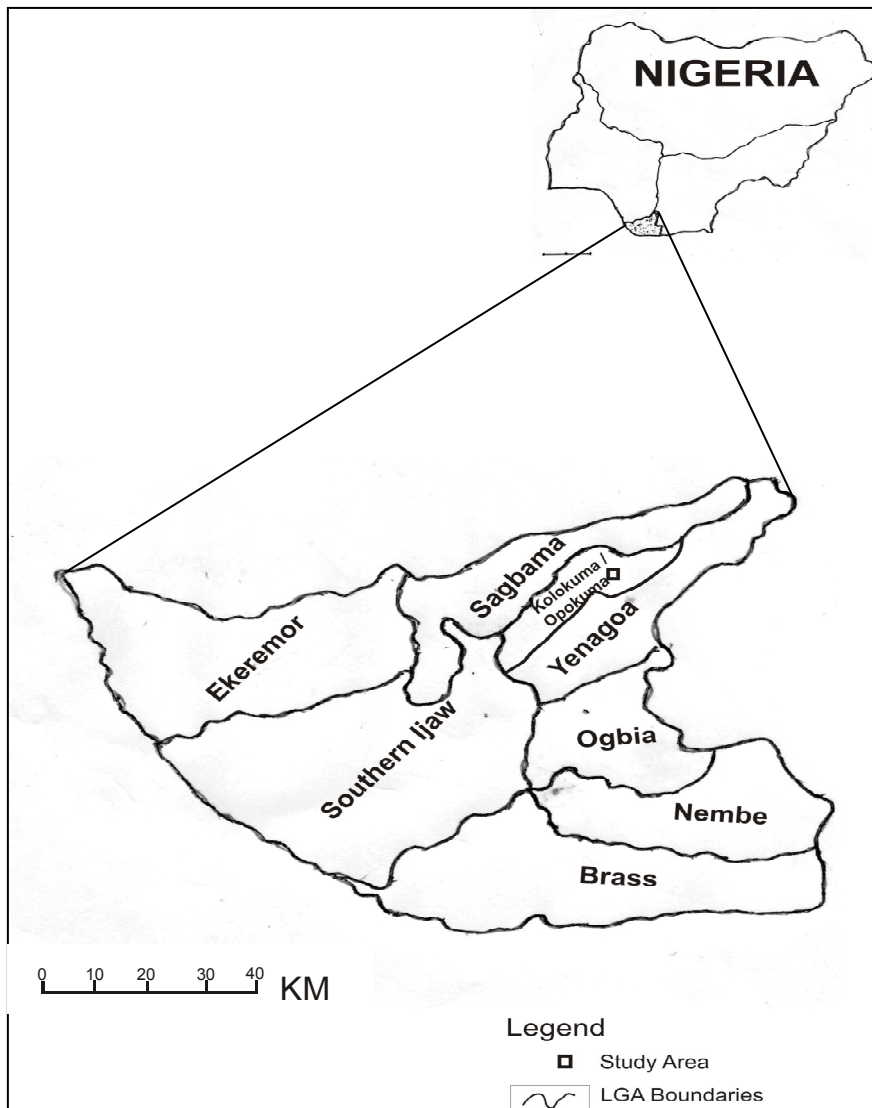 NIGERIA
Sagbama
Kolokuma /
Opokuma
Yenagoa
Ekeremor
Southern Ijaw
Ogbia
Nembe
Brass
0 10 20 30 40 KM
Legend
Study Area
LGA Boundaries